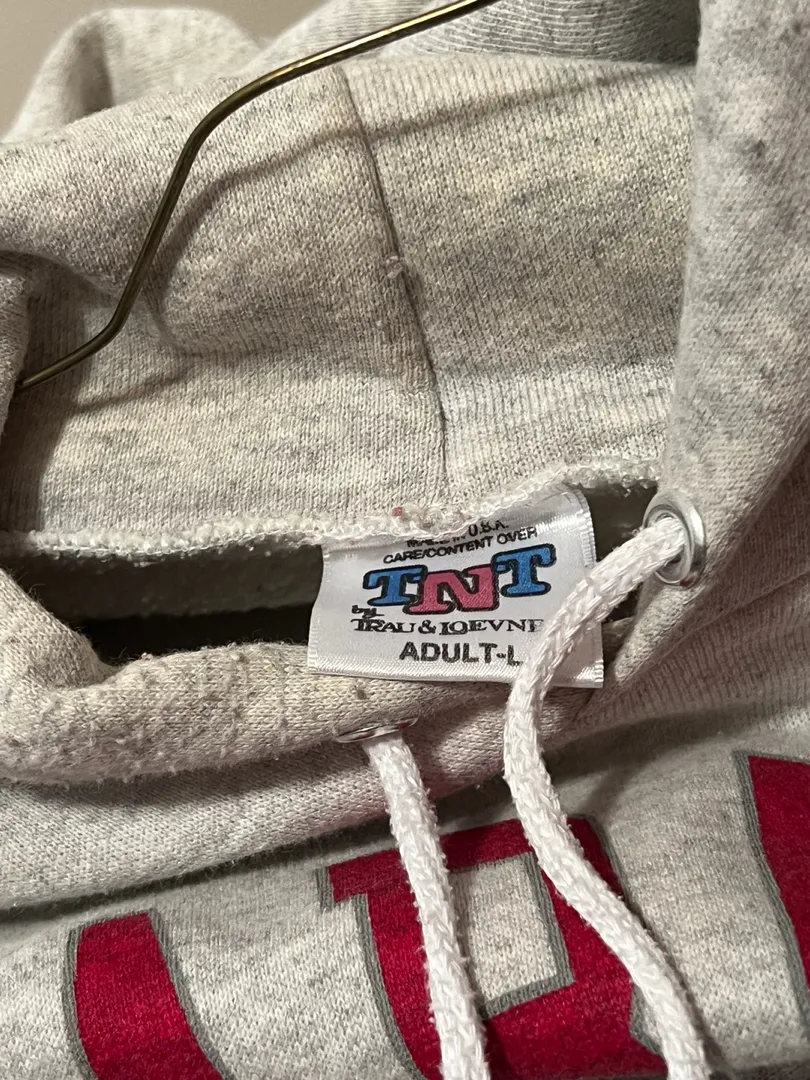 MADE IN U.S.A.
CARE/CONTENT OVER
TNT
by
TRAU & LOEVNE
ADULT-L